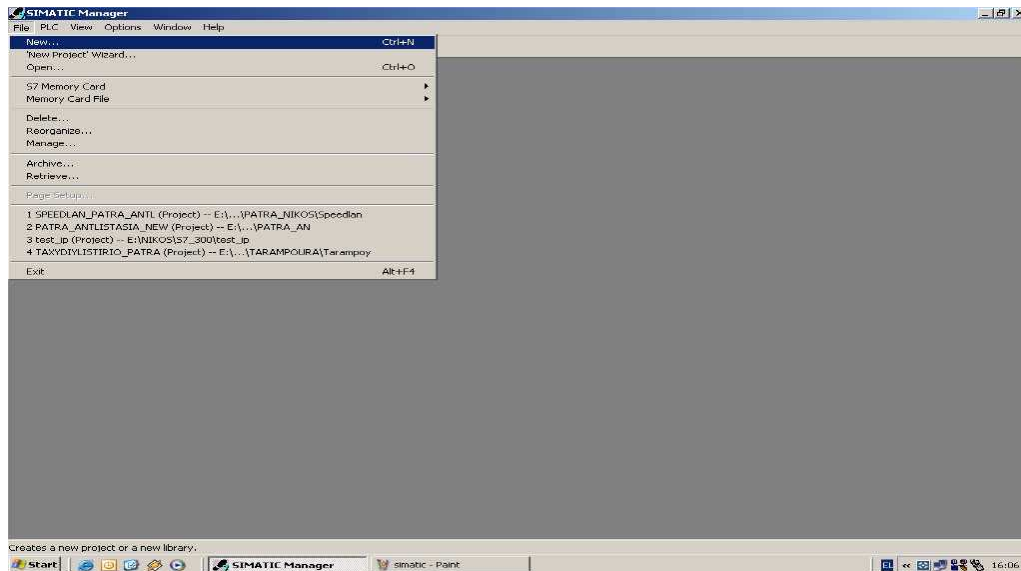 SIMATIC Manager
File PLC View Options Window Help
New... Ctrl+N
'New Project' Wizard...
Open... Ctrl+O
S7 Memory Card
Memory Card File
Delete...
Reorganize...
Manage...
Archive...
Retrieve...
Page Setup...
1 SPEEDLAN_PATRA_ANTL (Project) -- E:\...\PATRA_NIKOS\Speedlan
2 PATRA_ANTLISTASIA_NEW (Project) -- E:\...\PATRA_AN
3 test_ip (Project) -- E:\NIKOS\S7_300\test_ip
4 TAXYDIYLISTIRIO_PATRA (Project) -- E:\...\TARAMPOURA\Tarampoy
Exit Alt+F4
Creates a new project or a new library.
Start SIMATIC Manager simatic - Paint EL « 16:06